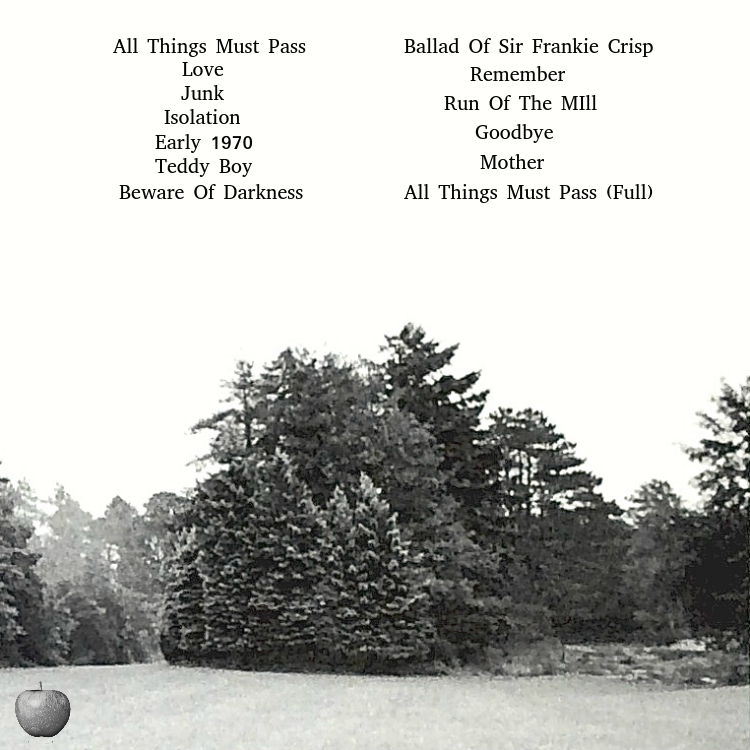 All Things Must Pass
Love
Junk
Isolation
Early 1970
Teddy Boy
Beware Of Darkness
Ballad Of Sir Frankie Crisp
Remember
Run Of The MIll
Goodbye
Mother
All Things Must Pass (Full)